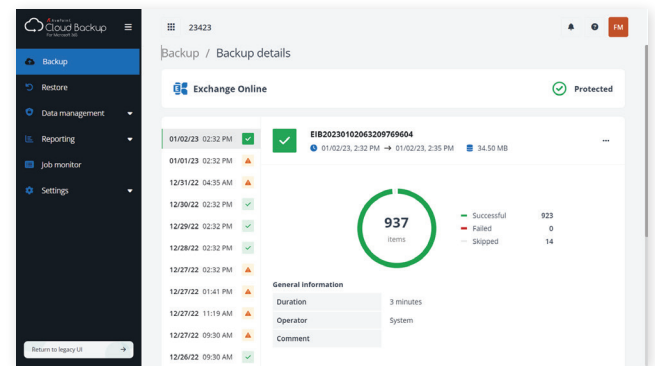 AvePoint
Cloud Backup
For Microsoft 365
23423
FM
Backup / Backup details
Backup
Restore
Data management
Reporting
Job monitor
Settings
Return to legacy UI
Exchange Online
Protected
01/02/23 02:32 PM
01/01/23 02:32 PM
12/31/22 04:35 AM
12/30/22 02:32 PM
12/29/22 02:32 PM
12/28/22 02:32 PM
12/27/22 02:32 PM
12/27/22 01:41 PM
12/27/22 11:19 AM
12/27/22 09:30 AM
12/26/22 09:30 AM
EIB20230102063209769604
01/02/23, 2:32 PM → 01/02/23, 2:35 PM 34.50 MB
937
items
Successful 923
Failed 0
Skipped 14
General information
Duration 3 minutes
Operator System
Comment